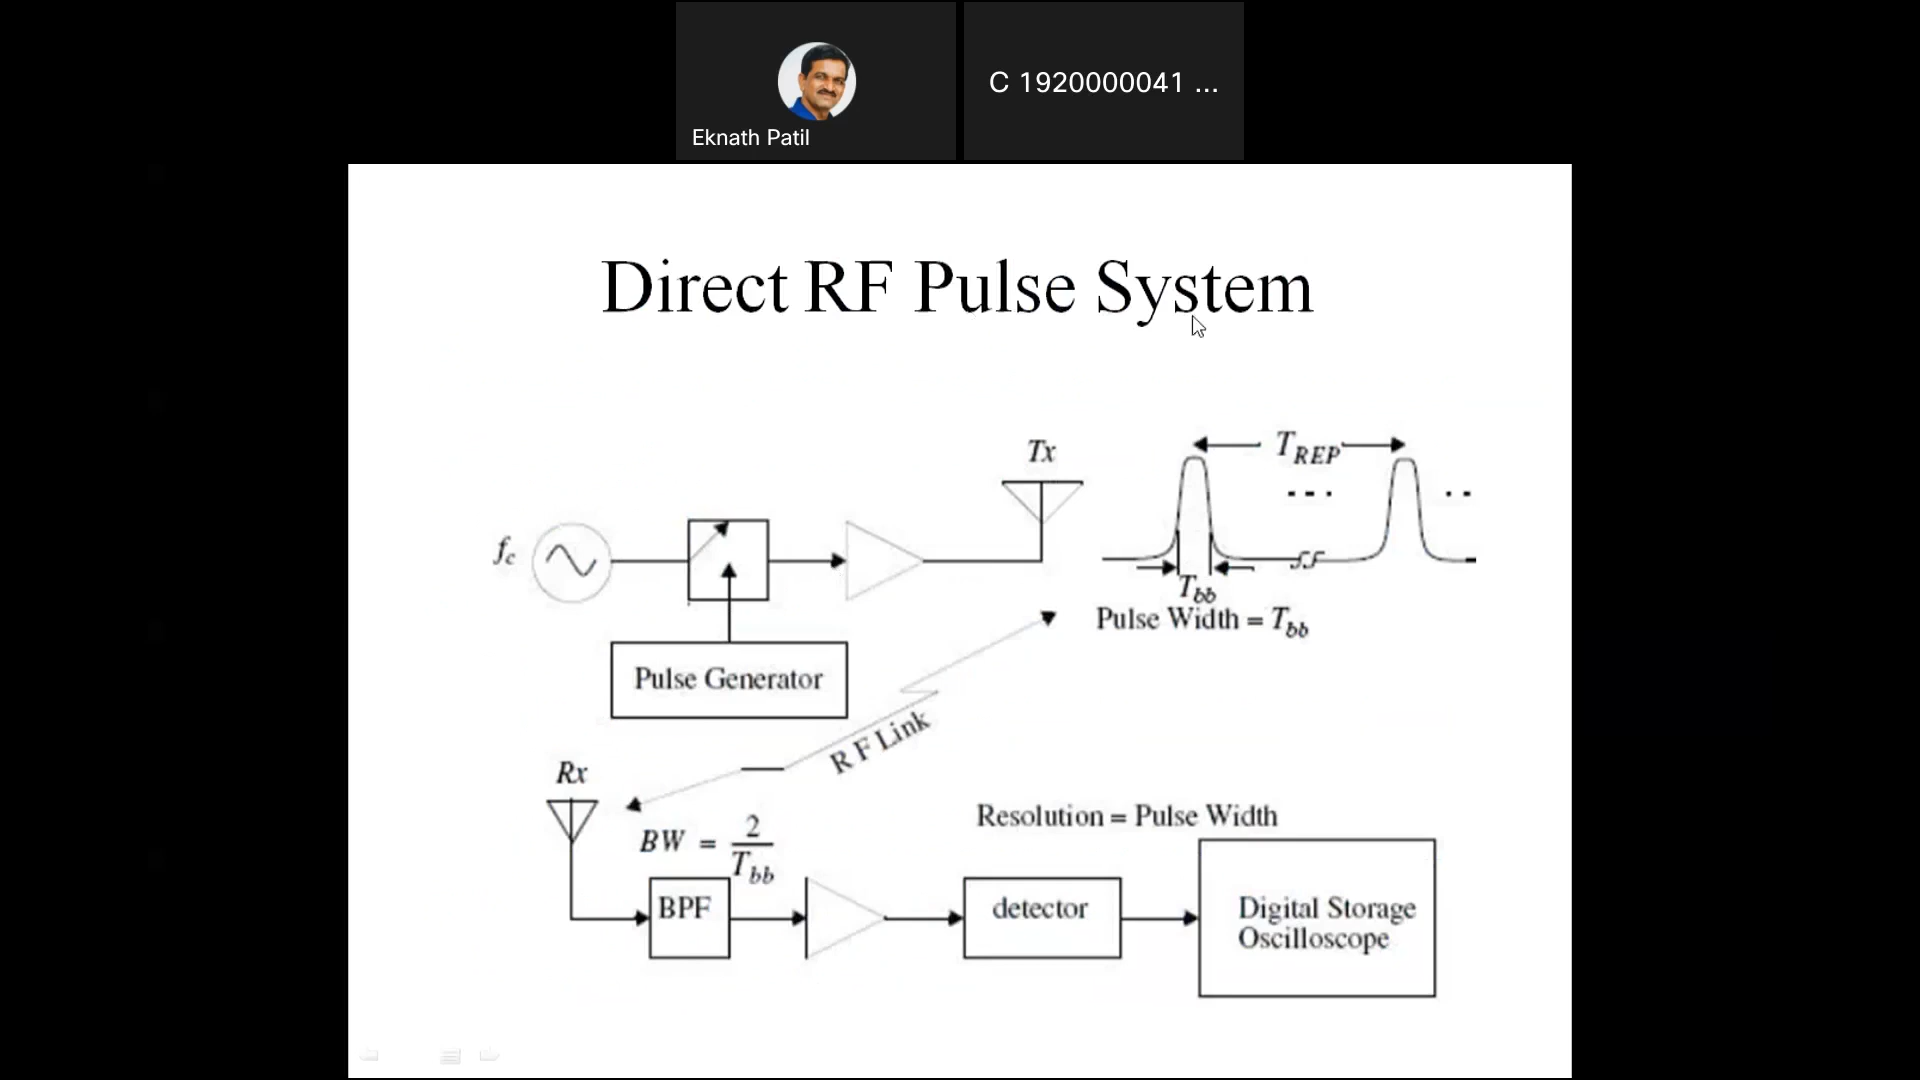 Eknath Patil
C 1920000041 ...
Direct RF Pulse System
Tx
T_REP
f_c
T_bb
Pulse Width = T_bb
Pulse Generator
R F Link
Rx
Resolution = Pulse Width
BW = 2 / T_bb
BPF
detector
Digital Storage
Oscilloscope